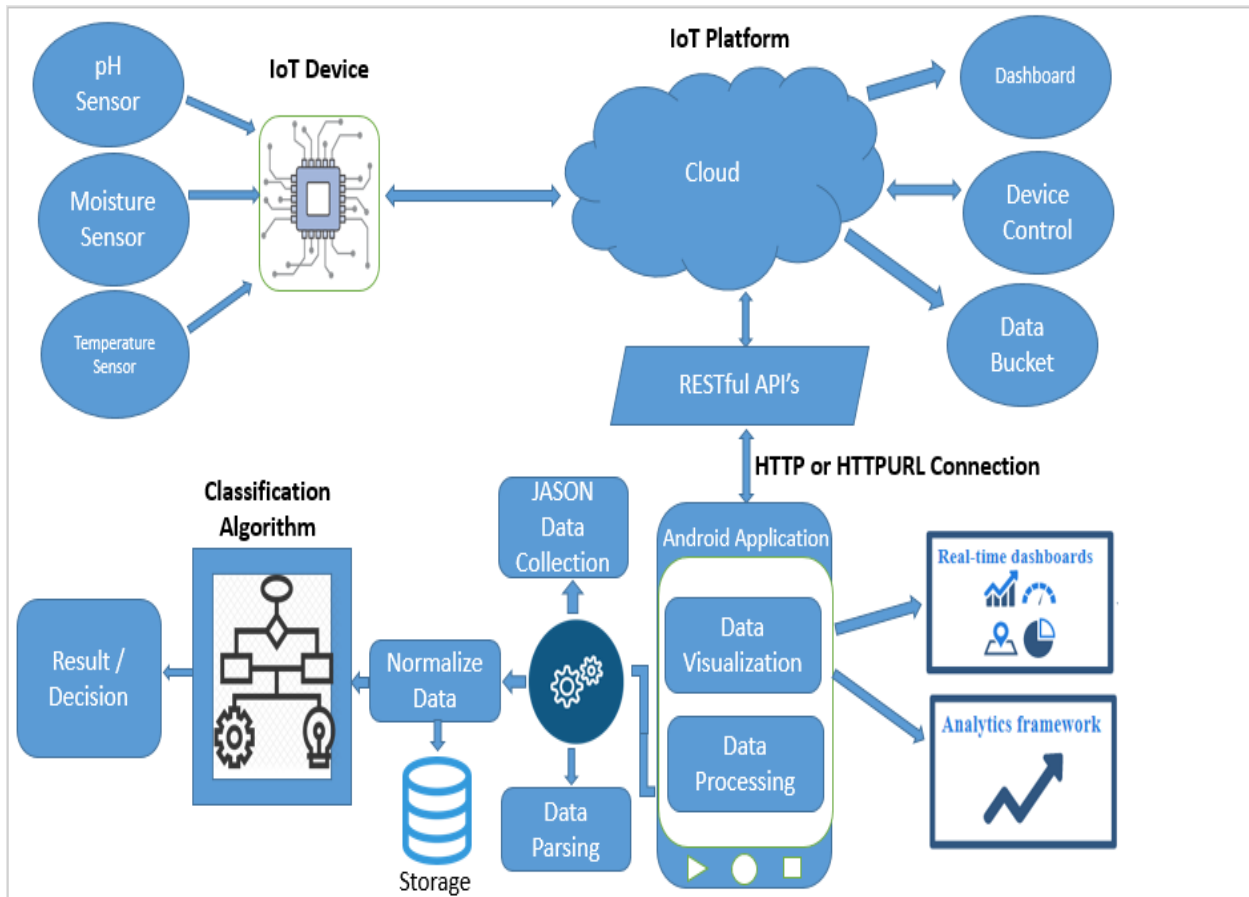 pH
Sensor
IoT Device
IoT Platform
Dashboard
Moisture
Sensor
Cloud
Device
Control
Temperature
Sensor
Data
Bucket
RESTful API's
HTTP or HTTPURL Connection
Classification
Algorithm
JASON
Data
Collection
Android Application
Real-time dashboards
Result /
Decision
Normalize
Data
Data
Visualization
Analytics framework
Data
Processing
Data
Parsing
Storage